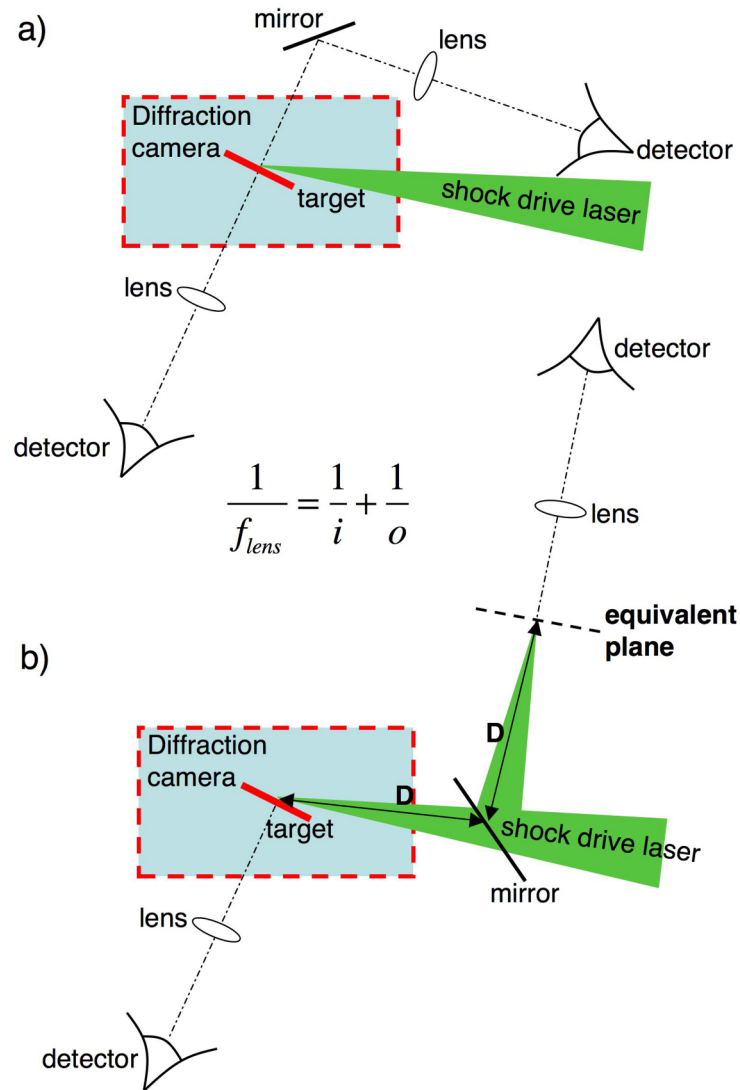 a)
mirror
lens
Diffraction
camera
detector
target
shock drive laser
lens
detector
detector
1/f_lens = 1/i + 1/o
lens
equivalent
plane
b)
D
Diffraction
camera
D
target
shock drive laser
mirror
lens
detector